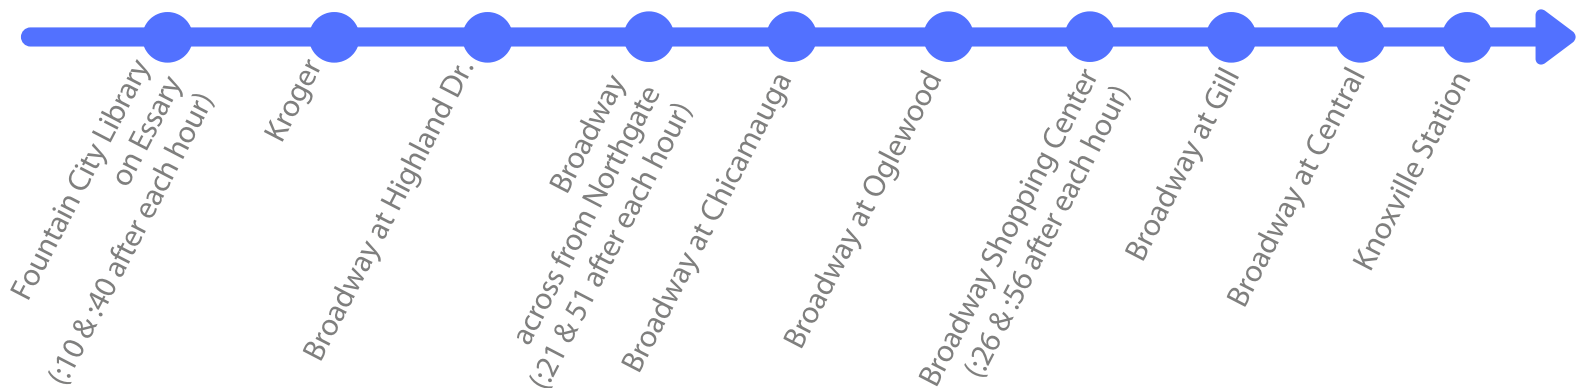 Fountain City Library
on Essary
(:10 & :40 after each hour)
Kroger
Broadway at Highland Dr.
Broadway
across from Northgate
(:21 & 51 after each hour)
Broadway at Chicamauga
Broadway at Oglewood
Broadway Shopping Center
(:26 & :56 after each hour)
Broadway at Gill
Broadway at Central
Knoxville Station